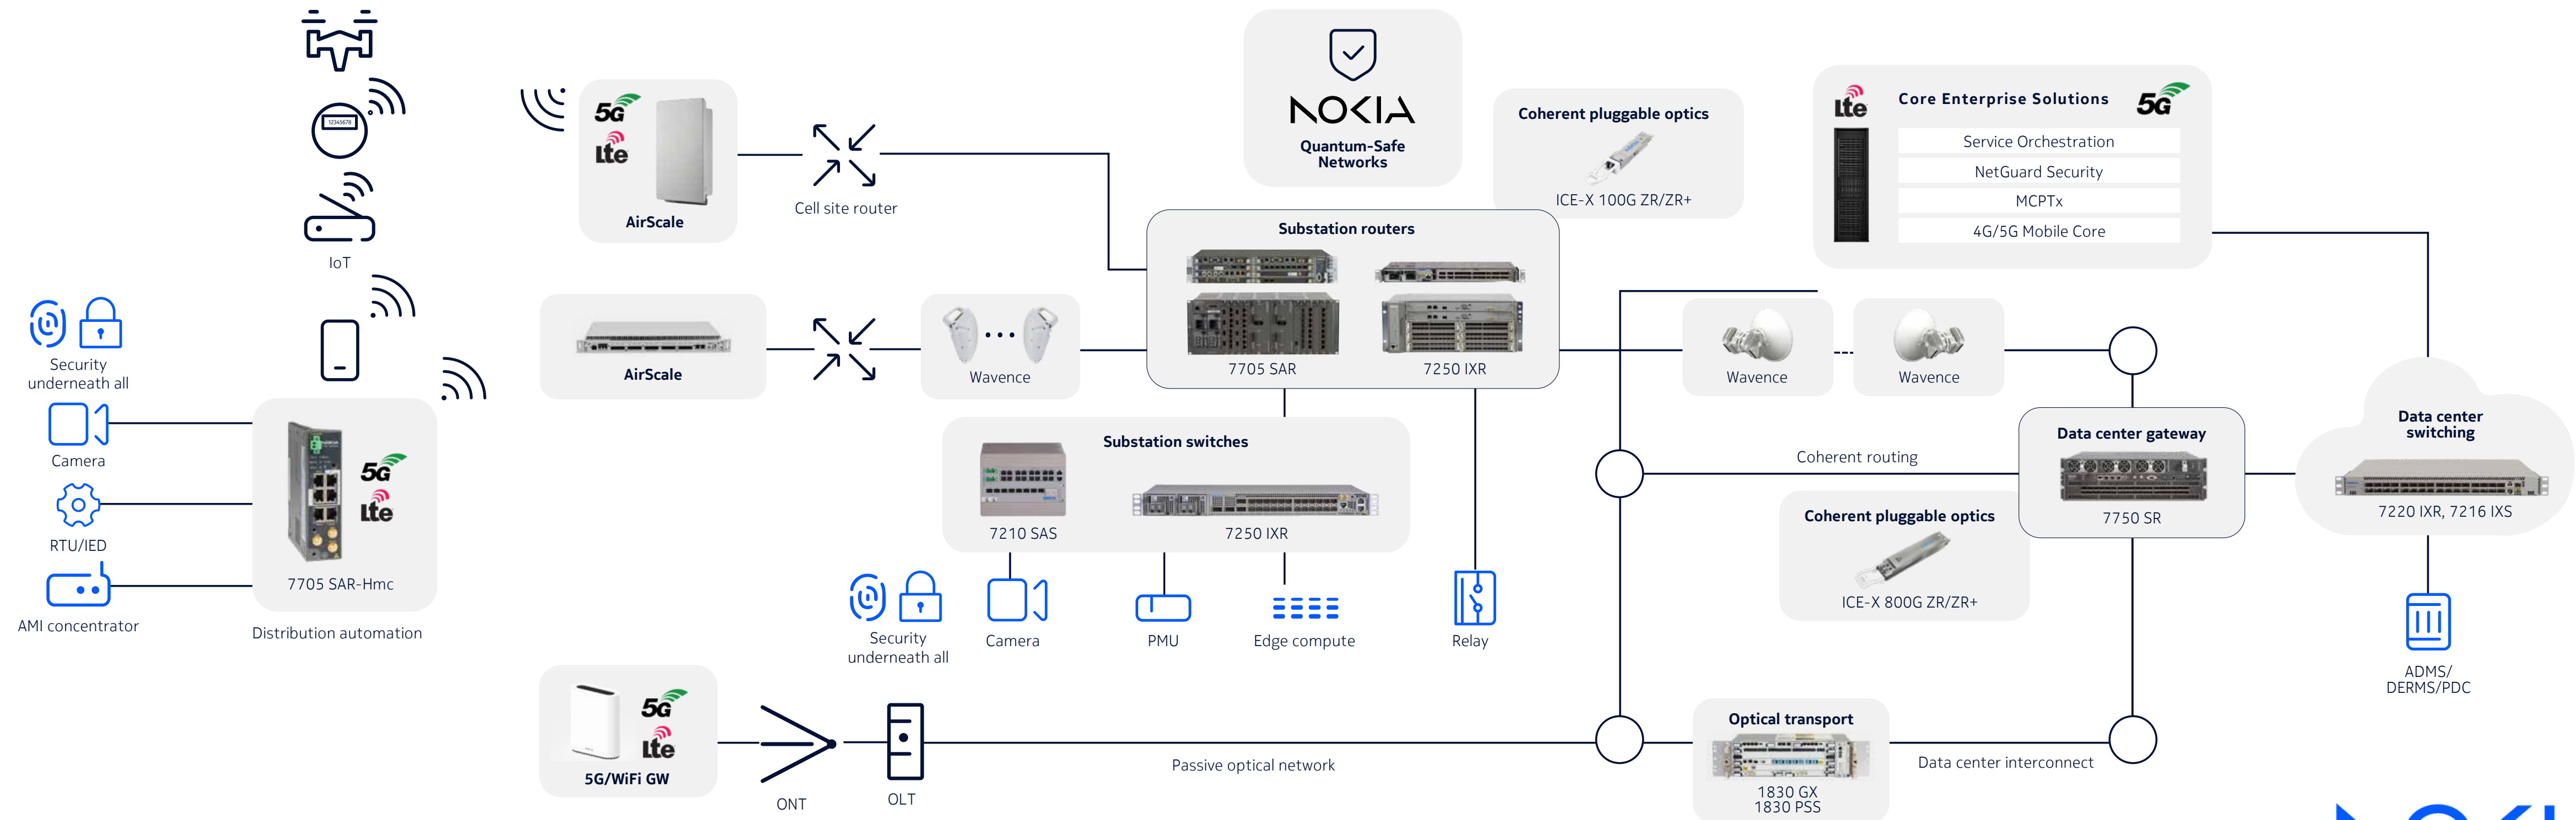 12345678
IoT
Security
underneath all
Camera
RTU/IED
AMI concentrator
5G
Lte
7705 SAR-Hmc
Distribution automation
5G
Lte
AirScale
Cell site router
AirScale
Wavence
NOKIA
Quantum-Safe
Networks
Coherent pluggable optics
ICE-X 100G ZR/ZR+
Substation routers
7705 SAR
7250 IXR
Substation switches
7210 SAS
7250 IXR
Security
underneath all
Camera
PMU
Edge compute
Relay
5G
Lte
5G/WiFi GW
ONT
OLT
Passive optical network
Lte
Core Enterprise Solutions
5G
Service Orchestration
NetGuard Security
MCPTx
4G/5G Mobile Core
Wavence
Wavence
Coherent routing
Coherent pluggable optics
ICE-X 800G ZR/ZR+
Data center gateway
7750 SR
Data center
switching
7220 IXR, 7216 IXS
ADMS/
DERMS/PDC
Optical transport
1830 GX
1830 PSS
Data center interconnect